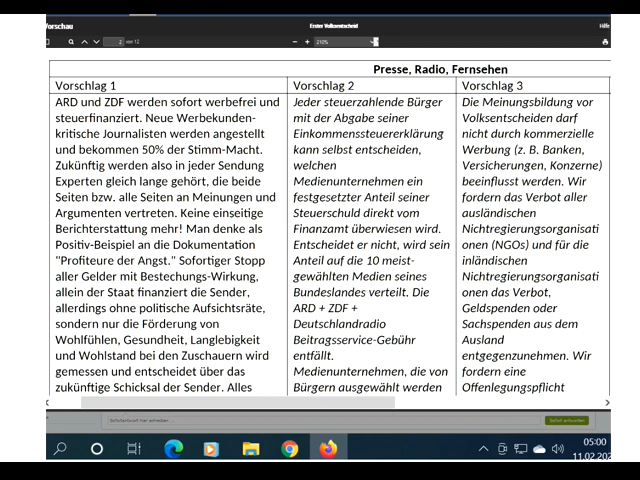 Vorschau
Erster Volksentscheid
Hilfe
2 von 12
210%
Presse, Radio, Fernsehen
Vorschlag 1
ARD und ZDF werden sofort werbefrei und
steuerfinanziert. Neue Werbekunden-
kritische Journalisten werden angestellt
und bekommen 50% der Stimm-Macht.
Zukünftig werden also in jeder Sendung
Experten gleich lange gehört, die beide
Seiten bzw. alle Seiten an Meinungen und
Argumenten vertreten. Keine einseitige
Berichterstattung mehr! Man denke als
Positiv-Beispiel an die Dokumentation
"Profiteure der Angst." Sofortiger Stopp
aller Gelder mit Bestechungs-Wirkung,
allein der Staat finanziert die Sender,
allerdings ohne politische Aufsichtsräte,
sondern nur die Förderung von
Wohlfühlen, Gesundheit, Langlebigkeit
und Wohlstand bei den Zuschauern wird
gemessen und entscheidet über das
zukünftige Schicksal der Sender. Alles
Vorschlag 2
Jeder steuerzahlende Bürger
mit der Abgabe seiner
Einkommenssteuererklärung
kann selbst entscheiden,
welchen
Medienunternehmen ein
festgesetzter Anteil seiner
Steuerschuld direkt vom
Finanzamt überwiesen wird.
Entscheidet er nicht, wird sein
Anteil auf die 10 meist-
gewählten Medien seines
Bundeslandes verteilt. Die
ARD + ZDF +
Deutschlandradio
Beitragsservice-Gebühr
entfällt.
Medienunternehmen, die von
Bürgern ausgewählt werden
Vorschlag 3
Die Meinungsbildung vor
Volksentscheiden darf
nicht durch kommerzielle
Werbung (z. B. Banken,
Versicherungen, Konzerne)
beeinflusst werden. Wir
fordern das Verbot aller
ausländischen
Nichtregierungsorganisati
onen (NGOs) und für die
inländischen
Nichtregierungsorganisati
onen das Verbot,
Geldspenden oder
Sachspenden aus dem
Ausland
entgegenzunehmen. Wir
fordern eine
Offenlegungspflicht
Sofortantwort hier schreiben...
Sofort antworten
05:00
11.02.202